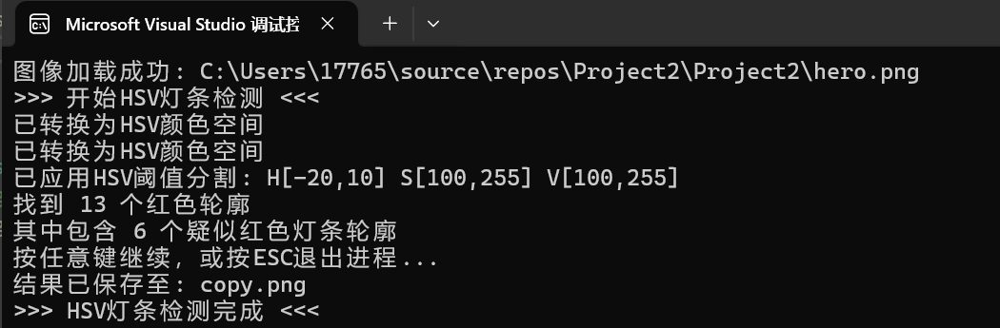 Microsoft Visual Studio 调试控
图像加载成功: C:\Users\17765\source\repos\Project2\Project2\hero.png
>>> 开始HSV灯条检测 <<<
已转换为HSV颜色空间
已转换为HSV颜色空间
已应用HSV阈值分割: H[-20,10] S[100,255] V[100,255]
找到 13 个红色轮廓
其中包含 6 个疑似红色灯条轮廓
按任意键继续, 或按ESC退出进程...
结果已保存至: copy.png
>>> HSV灯条检测完成 <<<